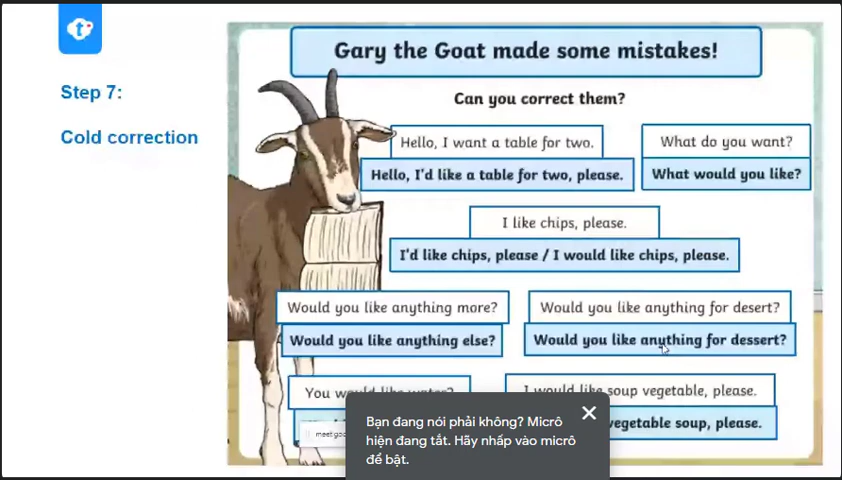 t
Gary the Goat made some mistakes!
Step 7:
Can you correct them?
Cold correction
Hello, I want a table for two.
What do you want?
Hello, I'd like a table for two, please.
What would you like?
I like chips, please.
I'd like chips, please / I would like chips, please.
Would you like anything more?
Would you like anything for desert?
Would you like anything else?
Would you like anything for dessert?
You would like water?
I would like soup vegetable, please.
vegetable soup, please.
Bạn đang nói phải không? Micrô
hiện đang tắt. Hãy nhấp vào micrô
để bật.